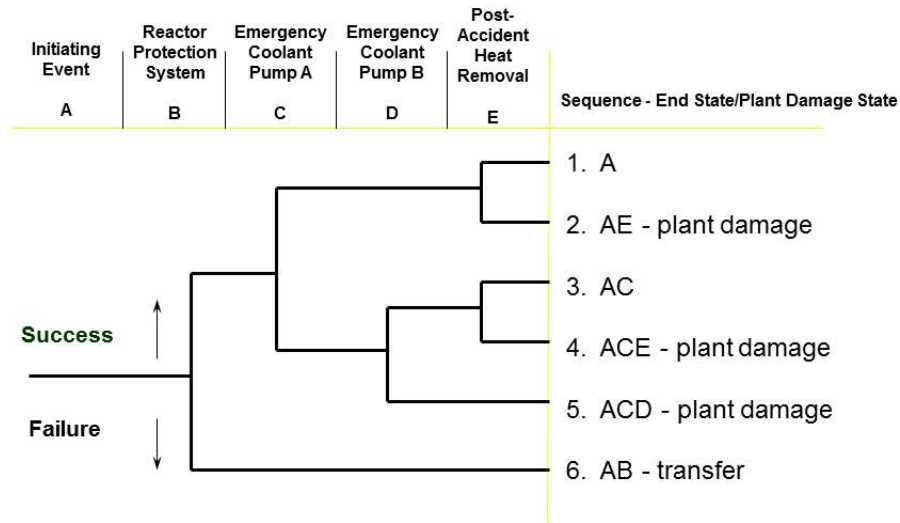 Initiating
Event
A
Reactor
Protection
System
B
Emergency
Coolant
Pump A
C
Emergency
Coolant
Pump B
D
Post-
Accident
Heat
Removal
E
Sequence - End State/Plant Damage State
1. A
2. AE - plant damage
3. AC
4. ACE - plant damage
5. ACD - plant damage
6. AB - transfer
Success
Failure